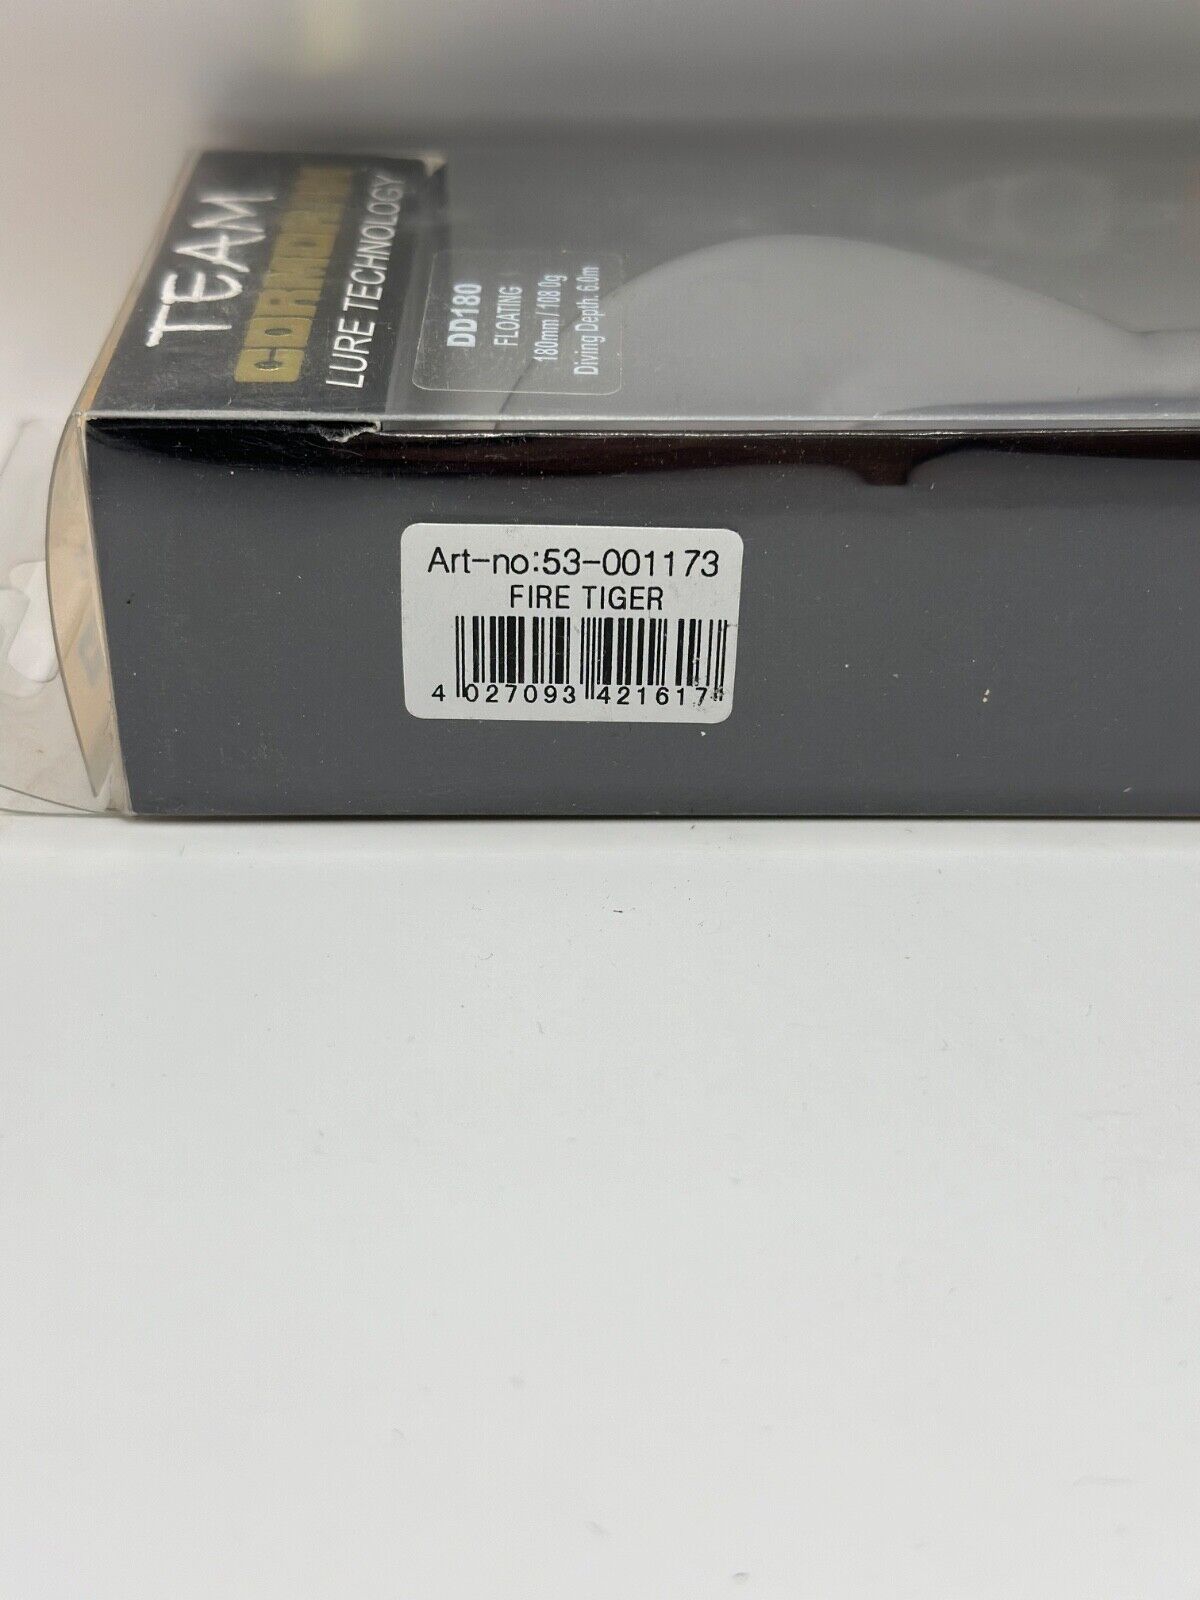 TEAM
CORMORAN
LURE TECHNOLOGY
DD180
FLOATING
180mm / 108.0g
Diving Depth: 6.0m
Art-no:53-001173
FIRE TIGER
4 027093 421617